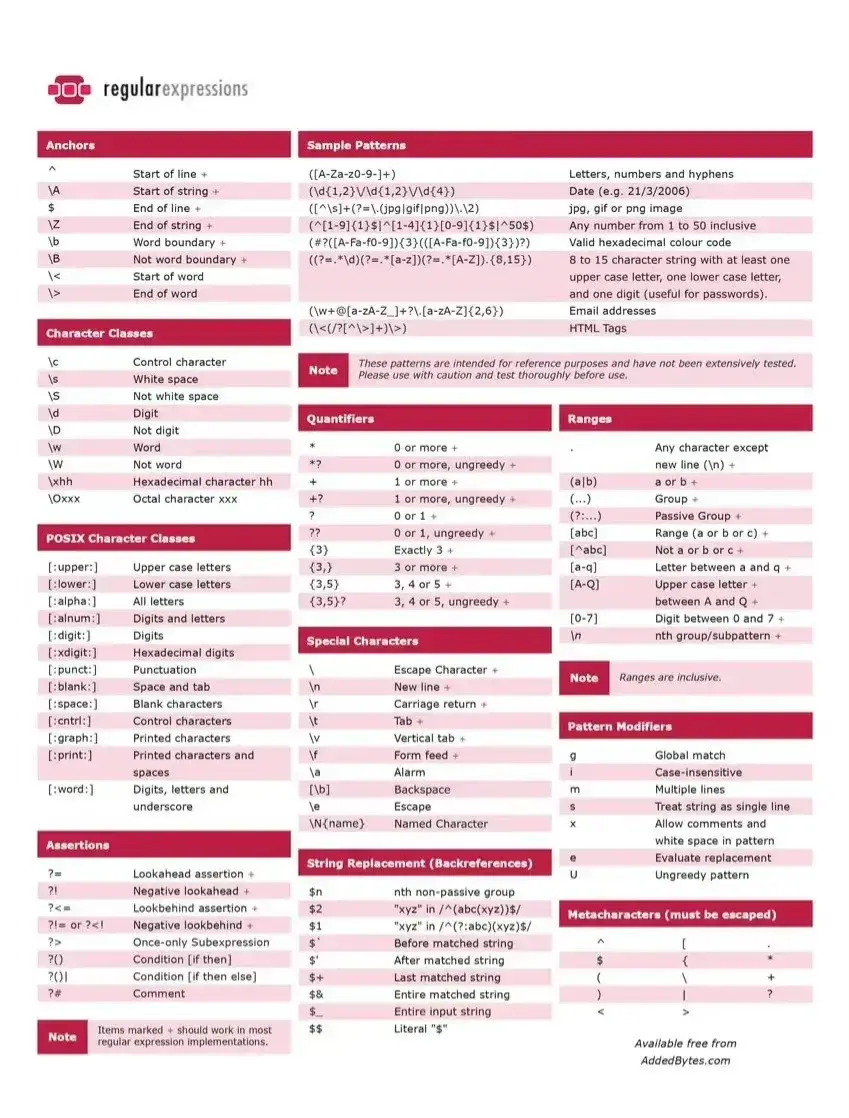 regularexpressions
Anchors
^ Start of line +
\A Start of string +
$ End of line +
\Z End of string +
\b Word boundary +
\B Not word boundary +
\< Start of word
\> End of word
Character Classes
\c Control character
\s White space
\S Not white space
\d Digit
\D Not digit
\w Word
\W Not word
\xhh Hexadecimal character hh
\Oxxx Octal character xxx
POSIX Character Classes
[:upper:] Upper case letters
[:lower:] Lower case letters
[:alpha:] All letters
[:alnum:] Digits and letters
[:digit:] Digits
[:xdigit:] Hexadecimal digits
[:punct:] Punctuation
[:blank:] Space and tab
[:space:] Blank characters
[:cntrl:] Control characters
[:graph:] Printed characters
[:print:] Printed characters and
spaces
[:word:] Digits, letters and
underscore
Assertions
?= Lookahead assertion +
?! Negative lookahead +
?<= Lookbehind assertion +
?!= or ?<! Negative lookbehind +
?> Once-only Subexpression
?() Condition [if then]
?()| Condition [if then else]
?# Comment
Note Items marked + should work in most
regular expression implementations.
Sample Patterns
([A-Za-z0-9-]+) Letters, numbers and hyphens
(\d{1,2}\/\d{1,2}\/\d{4}) Date (e.g. 21/3/2006)
([^\s]+(?=\.(jpg|gif|png))\.\2) jpg, gif or png image
(^[1-9]{1}$|^[1-4]{1}[0-9]{1}$|^50$) Any number from 1 to 50 inclusive
(#?([A-Fa-f0-9]){3}(([A-Fa-f0-9]){3})?) Valid hexadecimal colour code
((?=.*\d)(?=.*[a-z])(?=.*[A-Z]).{8,15}) 8 to 15 character string with at least one
upper case letter, one lower case letter,
and one digit (useful for passwords).
(\w+@[a-zA-Z_]+?\.[a-zA-Z]{2,6}) Email addresses
(\<(/?[^\>]+)\>) HTML Tags
Note These patterns are intended for reference purposes and have not been extensively tested.
Please use with caution and test thoroughly before use.
Quantifiers
* 0 or more +
*? 0 or more, ungreedy +
+ 1 or more +
+? 1 or more, ungreedy +
? 0 or 1 +
?? 0 or 1, ungreedy +
{3} Exactly 3 +
{3,} 3 or more +
{3,5} 3, 4 or 5 +
{3,5}? 3, 4 or 5, ungreedy +
Special Characters
\ Escape Character +
\n New line +
\r Carriage return +
\t Tab +
\v Vertical tab +
\f Form feed +
\a Alarm
[\b] Backspace
\e Escape
\N{name} Named Character
String Replacement (Backreferences)
$n nth non-passive group
$2 "xyz" in /^(abc(xyz))$/
$1 "xyz" in /^(?:abc)(xyz)$/
$` Before matched string
$' After matched string
$+ Last matched string
$& Entire matched string
$_ Entire input string
$$ Literal "$"
Ranges
. Any character except
new line (\n) +
(a|b) a or b +
(...) Group +
(?:...) Passive Group +
[abc] Range (a or b or c) +
[^abc] Not a or b or c +
[a-q] Letter between a and q +
[A-Q] Upper case letter +
between A and Q +
[0-7] Digit between 0 and 7 +
\n nth group/subpattern +
Note Ranges are inclusive.
Pattern Modifiers
g Global match
i Case-insensitive
m Multiple lines
s Treat string as single line
x Allow comments and
white space in pattern
e Evaluate replacement
U Ungreedy pattern
Metacharacters (must be escaped)
^ [ .
$ { *
( \ +
) | ?
< >
Available free from
AddedBytes.com